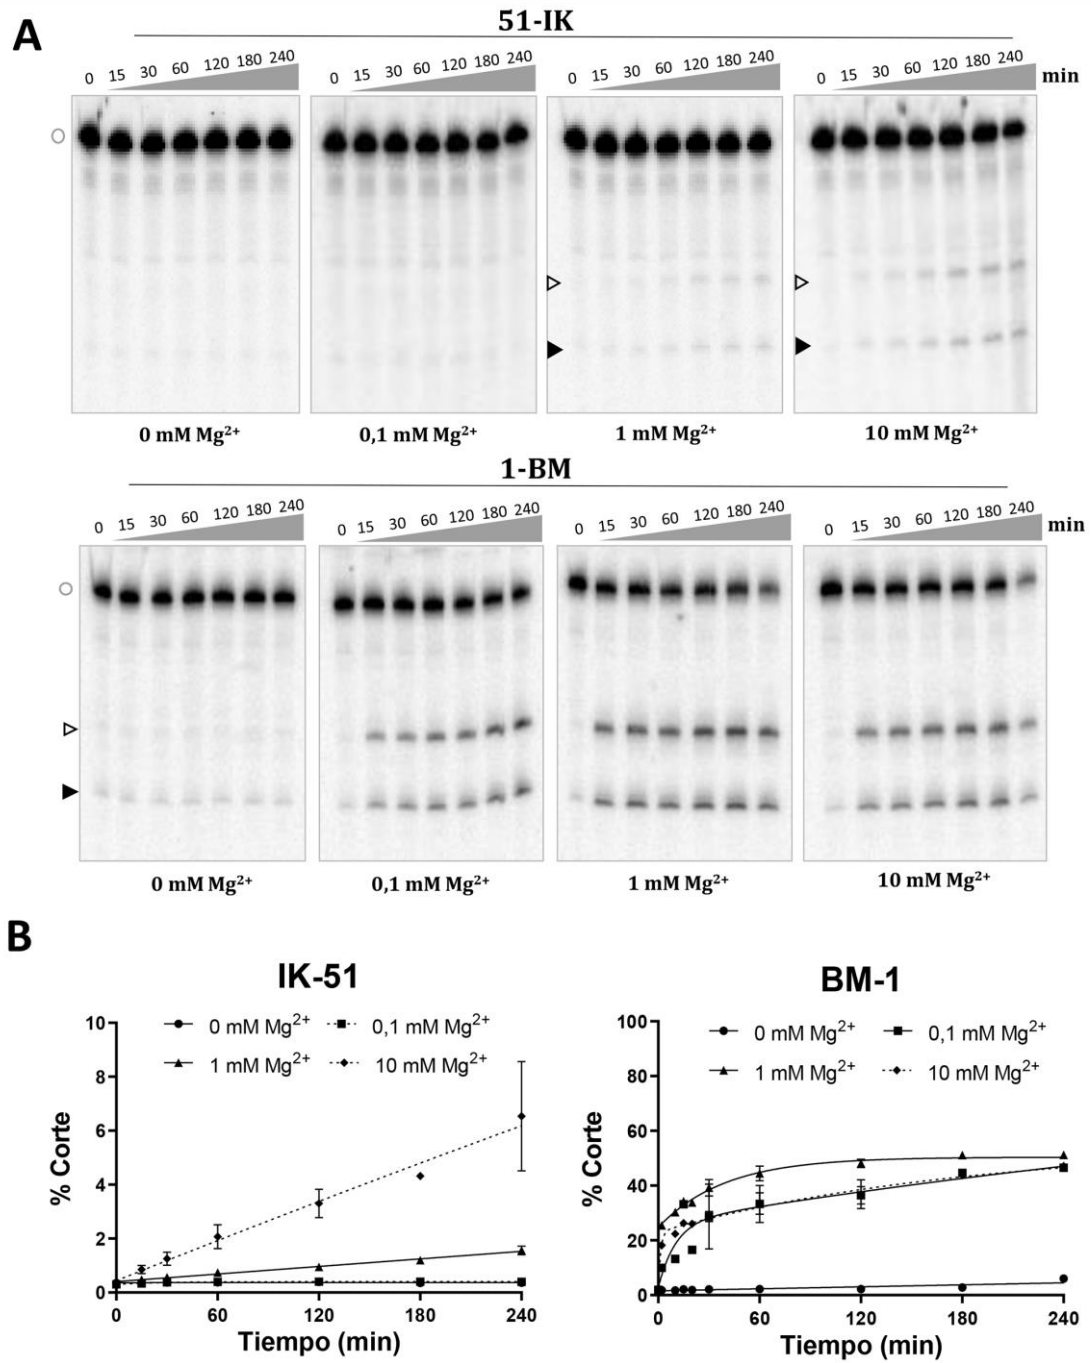 A
51-IK
0 15 30 60 120 180 240 0 15 30 60 120 180 240 0 15 30 60 120 180 240 0 15 30 60 120 180 240 min
0 mM Mg²⁺ 0,1 mM Mg²⁺ 1 mM Mg²⁺ 10 mM Mg²⁺
1-BM
0 15 30 60 120 180 240 0 15 30 60 120 180 240 0 15 30 60 120 180 240 0 15 30 60 120 180 240 min
0 mM Mg²⁺ 0,1 mM Mg²⁺ 1 mM Mg²⁺ 10 mM Mg²⁺
B
IK-51
0 mM Mg²⁺ 0,1 mM Mg²⁺
1 mM Mg²⁺ 10 mM Mg²⁺
% Corte
10
8
6
4
2
0
0 60 120 180 240
Tiempo (min)
BM-1
0 mM Mg²⁺ 0,1 mM Mg²⁺
1 mM Mg²⁺ 10 mM Mg²⁺
% Corte
100
80
60
40
20
0
0 60 120 180 240
Tiempo (min)